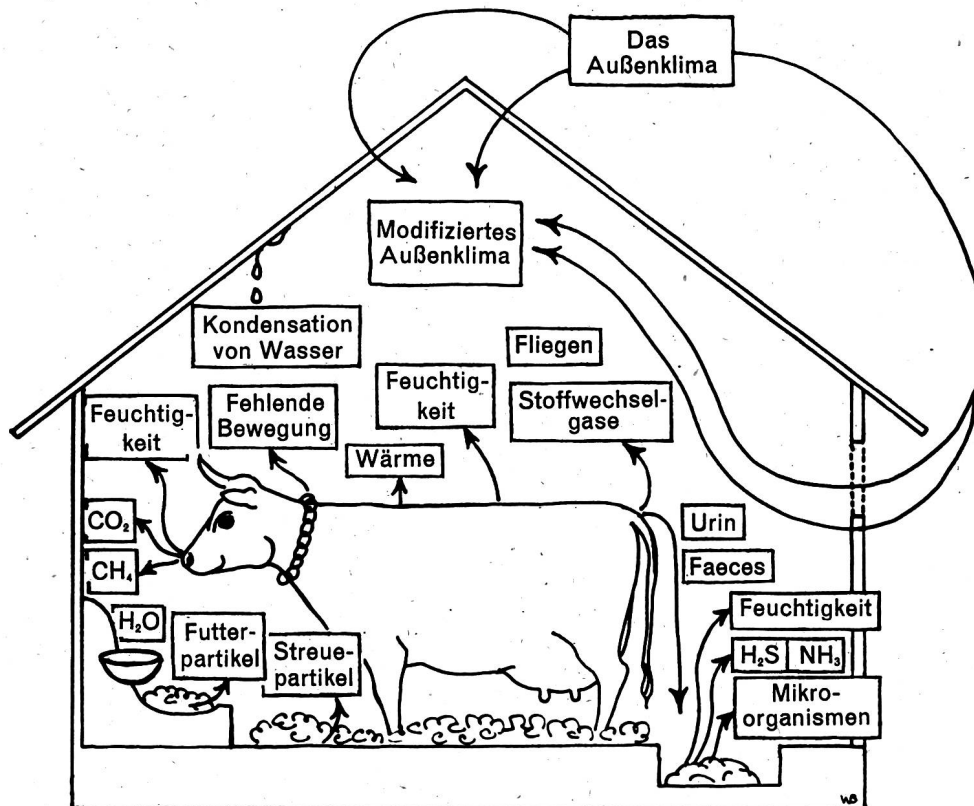 Das
Außenklima
Modifiziertes
Außenklima
Kondensation
von Wasser
Fliegen
Feuchtig-
keit
Fehlende
Bewegung
Wärme
Feuchtig-
keit
Stoffwechsel-
gase
CO₂
CH₄
H₂O
Futter-
partikel
Streue-
partikel
Urin
Faeces
Feuchtigkeit
H₂S NH₃
Mikro-
organismen
WB